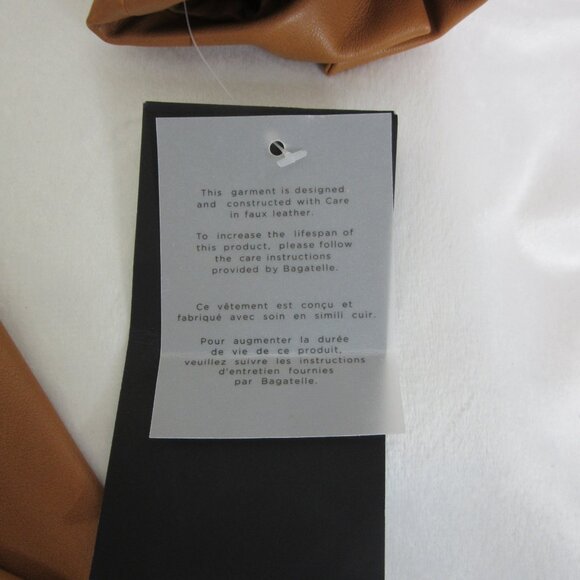 This garment is designed
and constructed with Care
in faux leather.
To increase the lifespan of
this product, please follow
the care instructions
provided by Bagatelle.
Ce vêtement est conçu et
fabriqué avec soin en simili cuir.
Pour augmenter la durée
de vie de ce produit,
veuillez suivre les instructions
d'entretien fournies
par Bagatelle.